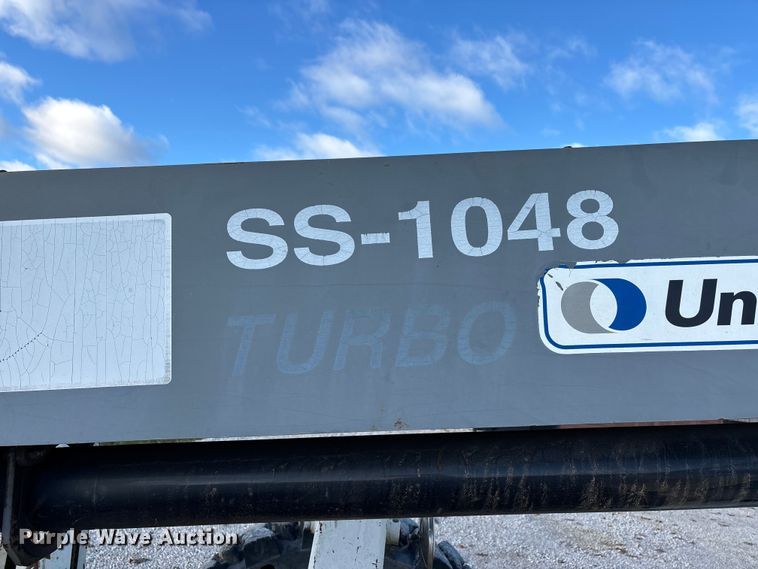 SS-1048
TURBO
Un
Purple Wave Auction